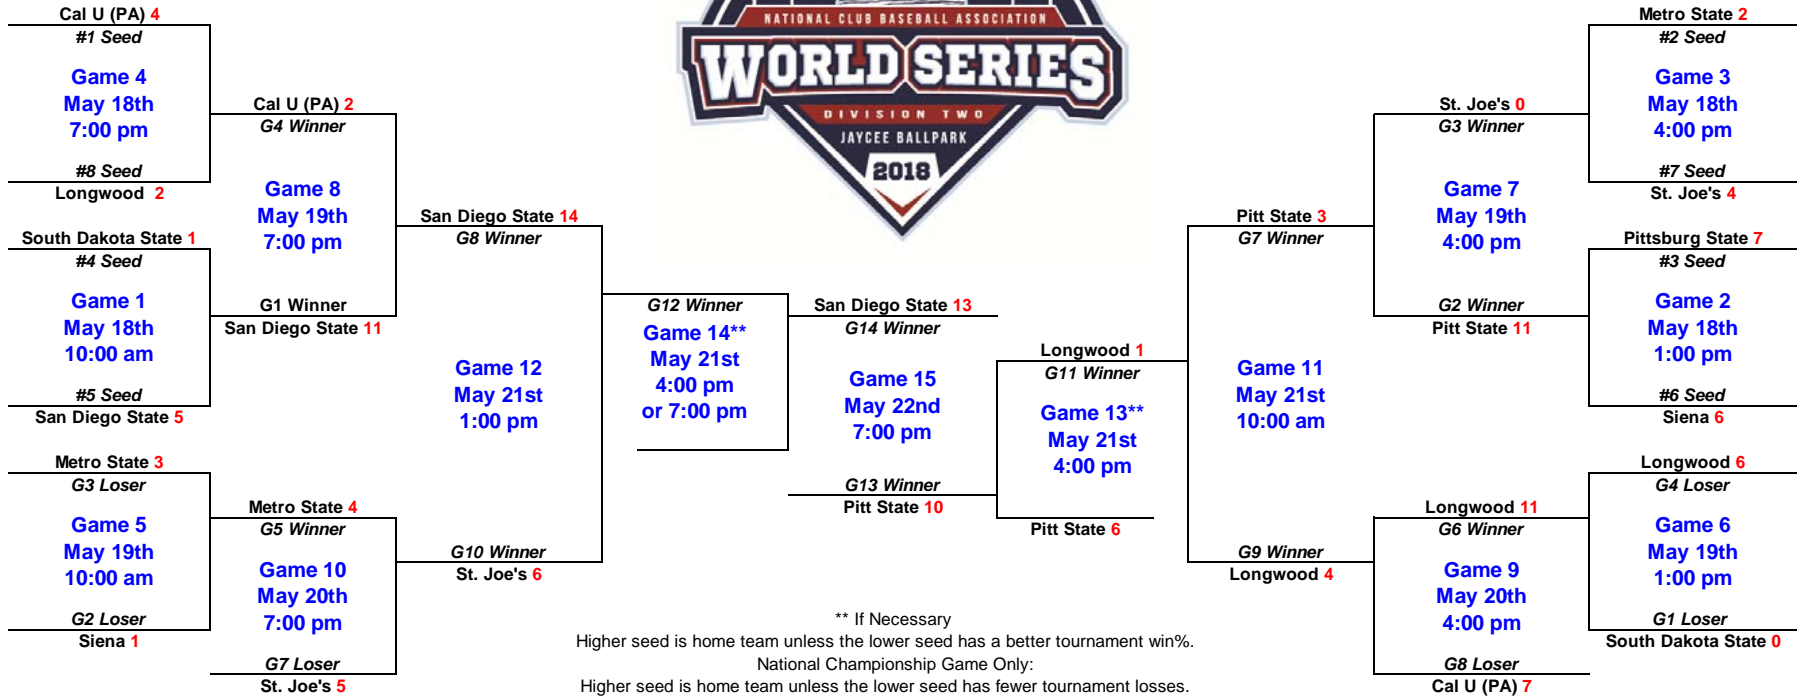 Cal U (PA) 4
#1 Seed
Game 4
May 18th
7:00 pm
#8 Seed
Longwood 2
South Dakota State 1
#4 Seed
Game 1
May 18th
10:00 am
#5 Seed
San Diego State 5
Metro State 3
G3 Loser
Game 5
May 19th
10:00 am
G2 Loser
Siena 1
Cal U (PA) 2
G4 Winner
Game 8
May 19th
7:00 pm
G1 Winner
San Diego State 11
Metro State 4
G5 Winner
Game 10
May 20th
7:00 pm
G7 Loser
St. Joe's 5
San Diego State 14
G8 Winner
Game 12
May 21st
1:00 pm
G10 Winner
St. Joe's 6
NATIONAL CLUB BASEBALL ASSOCIATION
WORLD SERIES
DIVISION TWO
JAYCEE BALLPARK
2018
G12 Winner
Game 14**
May 21st
4:00 pm
or 7:00 pm
San Diego State 13
G14 Winner
Game 15
May 22nd
7:00 pm
G13 Winner
Pitt State 10
Longwood 1
G11 Winner
Game 13**
May 21st
4:00 pm
Pitt State 6
** If Necessary
Higher seed is home team unless the lower seed has a better tournament win%.
National Championship Game Only:
Higher seed is home team unless the lower seed has fewer tournament losses.
Pitt State 3
G7 Winner
Game 11
May 21st
10:00 am
G9 Winner
Longwood 4
St. Joe's 0
G3 Winner
Game 7
May 19th
4:00 pm
G2 Winner
Pitt State 11
Longwood 11
G6 Winner
Game 9
May 20th
4:00 pm
G8 Loser
Cal U (PA) 7
Metro State 2
#2 Seed
Game 3
May 18th
4:00 pm
#7 Seed
St. Joe's 4
Pittsburg State 7
#3 Seed
Game 2
May 18th
1:00 pm
#6 Seed
Siena 6
Longwood 6
G4 Loser
Game 6
May 19th
1:00 pm
G1 Loser
South Dakota State 0